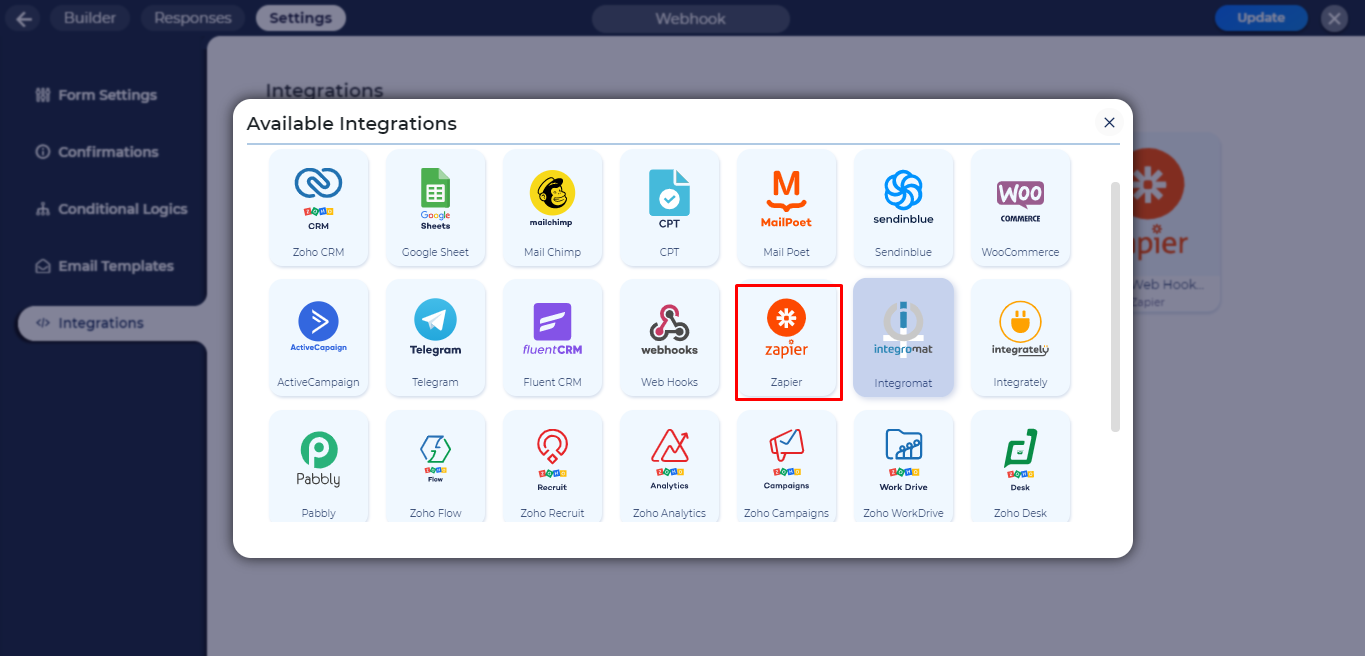 Builder
Responses
Settings
Webhook
Update
Form Settings
Confirmations
Conditional Logics
Email Templates
Integrations
Integrations
Available Integrations
ZOHO
CRM
Zoho CRM
Google
Sheets
Google Sheet
mailchimp
Mail Chimp
CPT
CPT
MailPoet
Mail Poet
sendinblue
Sendinblue
WOO
COMMERCE
WooCommerce
ActiveCapaign
ActiveCampaign
Telegram
Telegram
fluentCRM
Fluent CRM
webhooks
Web Hooks
zapier
Zapier
integromat
Integromat
integrately
Integrately
Pabbly
Pabbly
ZOHO
Flow
Zoho Flow
ZOHO
Recruit
Zoho Recruit
ZOHO
Analytics
Zoho Analytics
ZOHO
Campaigns
Zoho Campaigns
ZOHO
Work Drive
Zoho WorkDrive
ZOHO
Desk
Zoho Desk
apier
Web Hook...
Zapier